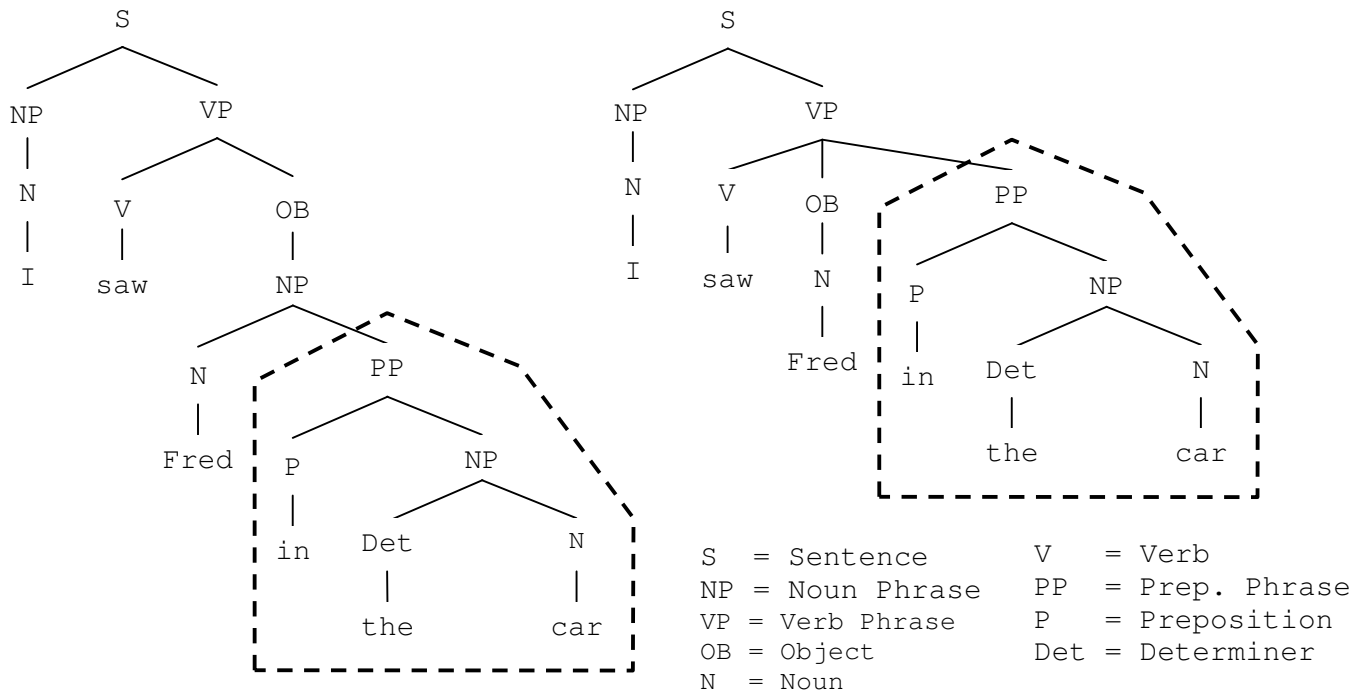 S
NP VP
N V OB
I saw NP
N PP
Fred P NP
in Det N
the car
S
NP VP
N V OB PP
I saw N P NP
Fred in Det N
the car
S = Sentence
NP = Noun Phrase
VP = Verb Phrase
OB = Object
N = Noun
V = Verb
PP = Prep. Phrase
P = Preposition
Det = Determiner